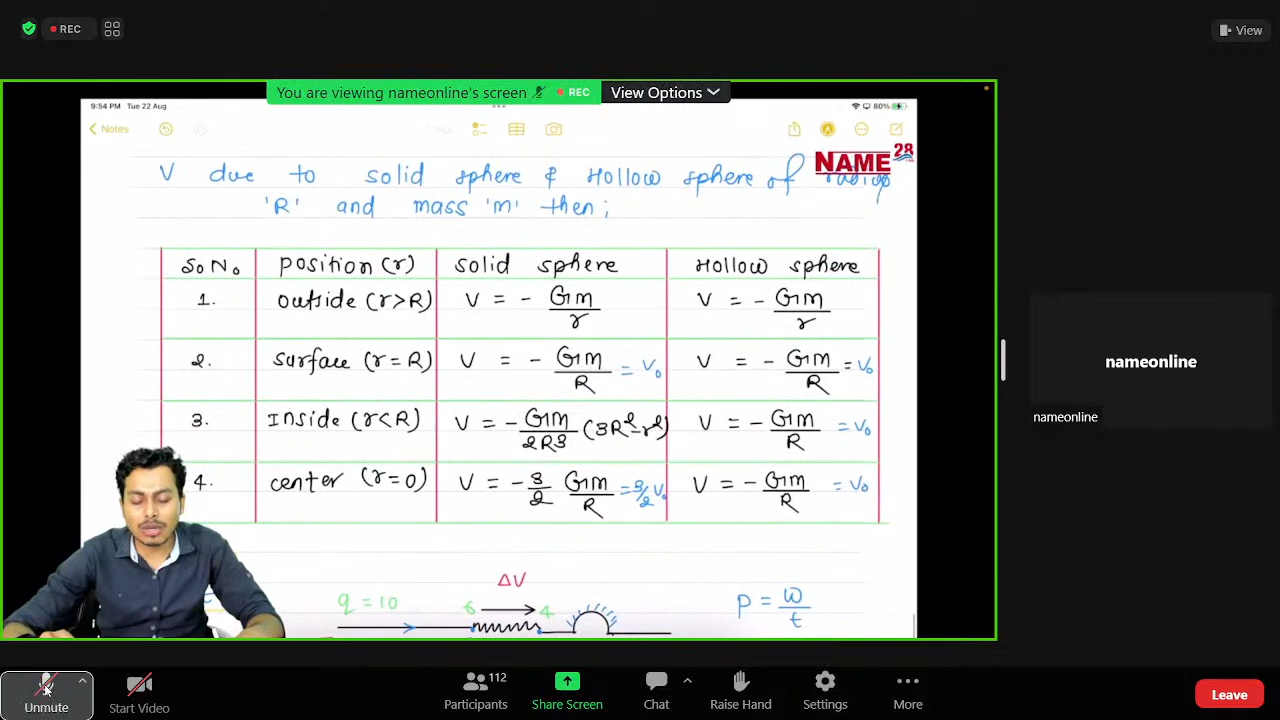 REC
View
You are viewing nameonline's screen REC View Options
9:54 PM Tue 22 Aug 80%
Notes
NAME 28
V due to solid sphere & Hollow sphere of radius
'R' and mass 'm' then;
So No position (r) solid sphere Hollow sphere
1. outside (r>R) V = - Gm/r V = - Gm/r
2. surface (r = R) V = - Gm/R = V₀ V = - Gm/R = V₀
3. Inside (r<R) V = - Gm/2R3 (3R²-r²) V = - Gm/R = V₀
4. center (r=0) V = - 3/2 Gm/R = 3/2 V₀ V = - Gm/R = V₀
ΔV
q = 10 6 4 P = W/t
nameonline
nameonline
Unmute
Start Video
Participants 112
Share Screen
Chat
Raise Hand
Settings
More
Leave